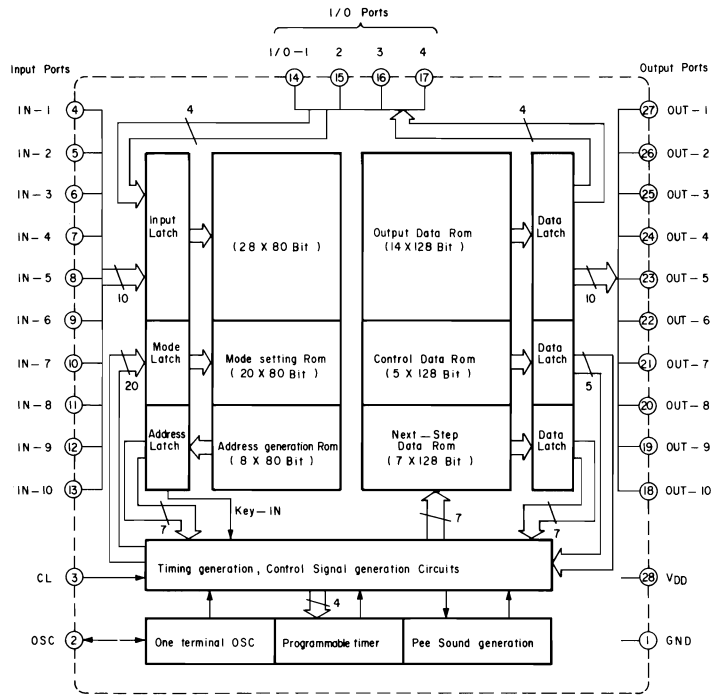 I/O Ports
I/O-1 2 3 4
14 15 16 17
Input Ports
Output Ports
IN-1 4
IN-2 5
IN-3 6
IN-4 7
IN-5 8
IN-6 9
IN-7 10
IN-8 11
IN-9 12
IN-10 13
CL 3
OSC 2
4
4
10
20
7
Input
Latch
(28 X 80 Bit )
Output Data Rom
(14 X 128 Bit )
Data
Latch
10
Mode
Latch
Mode setting Rom
( 20 X 80 Bit )
Control Data Rom
( 5 X 128 Bit )
Data
Latch
5
Address
Latch
Address generation Rom
( 8 X 80 Bit )
Next-Step
Data Rom
( 7 X 128 Bit )
Data
Latch
Key-IN
7
7
Timing generation, Control Signal generation Circuits
4
One terminal OSC
Programmable timer
Pee Sound generation
27 OUT-1
26 OUT-2
25 OUT-3
24 OUT-4
23 OUT-5
22 OUT-6
21 OUT-7
20 OUT-8
19 OUT-9
18 OUT-10
28 VDD
1 GND